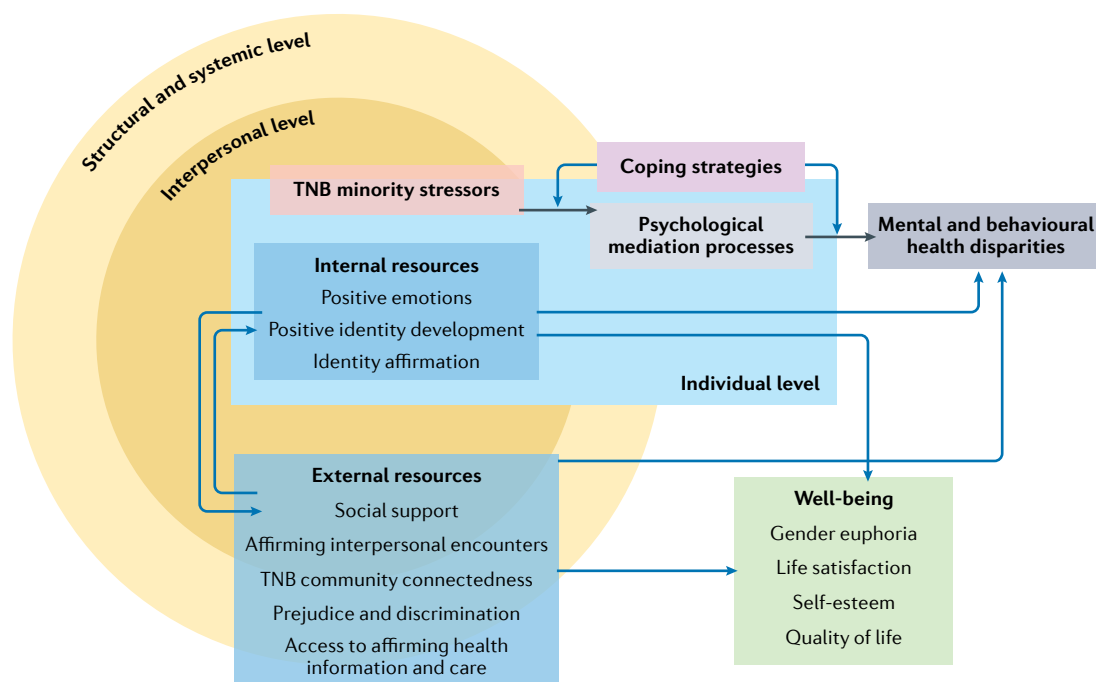 Structural and systemic level
Interpersonal level
Coping strategies
TNB minority stressors
Psychological
mediation processes
Mental and behavioural
health disparities
Internal resources
Positive emotions
Positive identity development
Identity affirmation
Individual level
External resources
Social support
Affirming interpersonal encounters
TNB community connectedness
Prejudice and discrimination
Access to affirming health
information and care
Well-being
Gender euphoria
Life satisfaction
Self-esteem
Quality of life